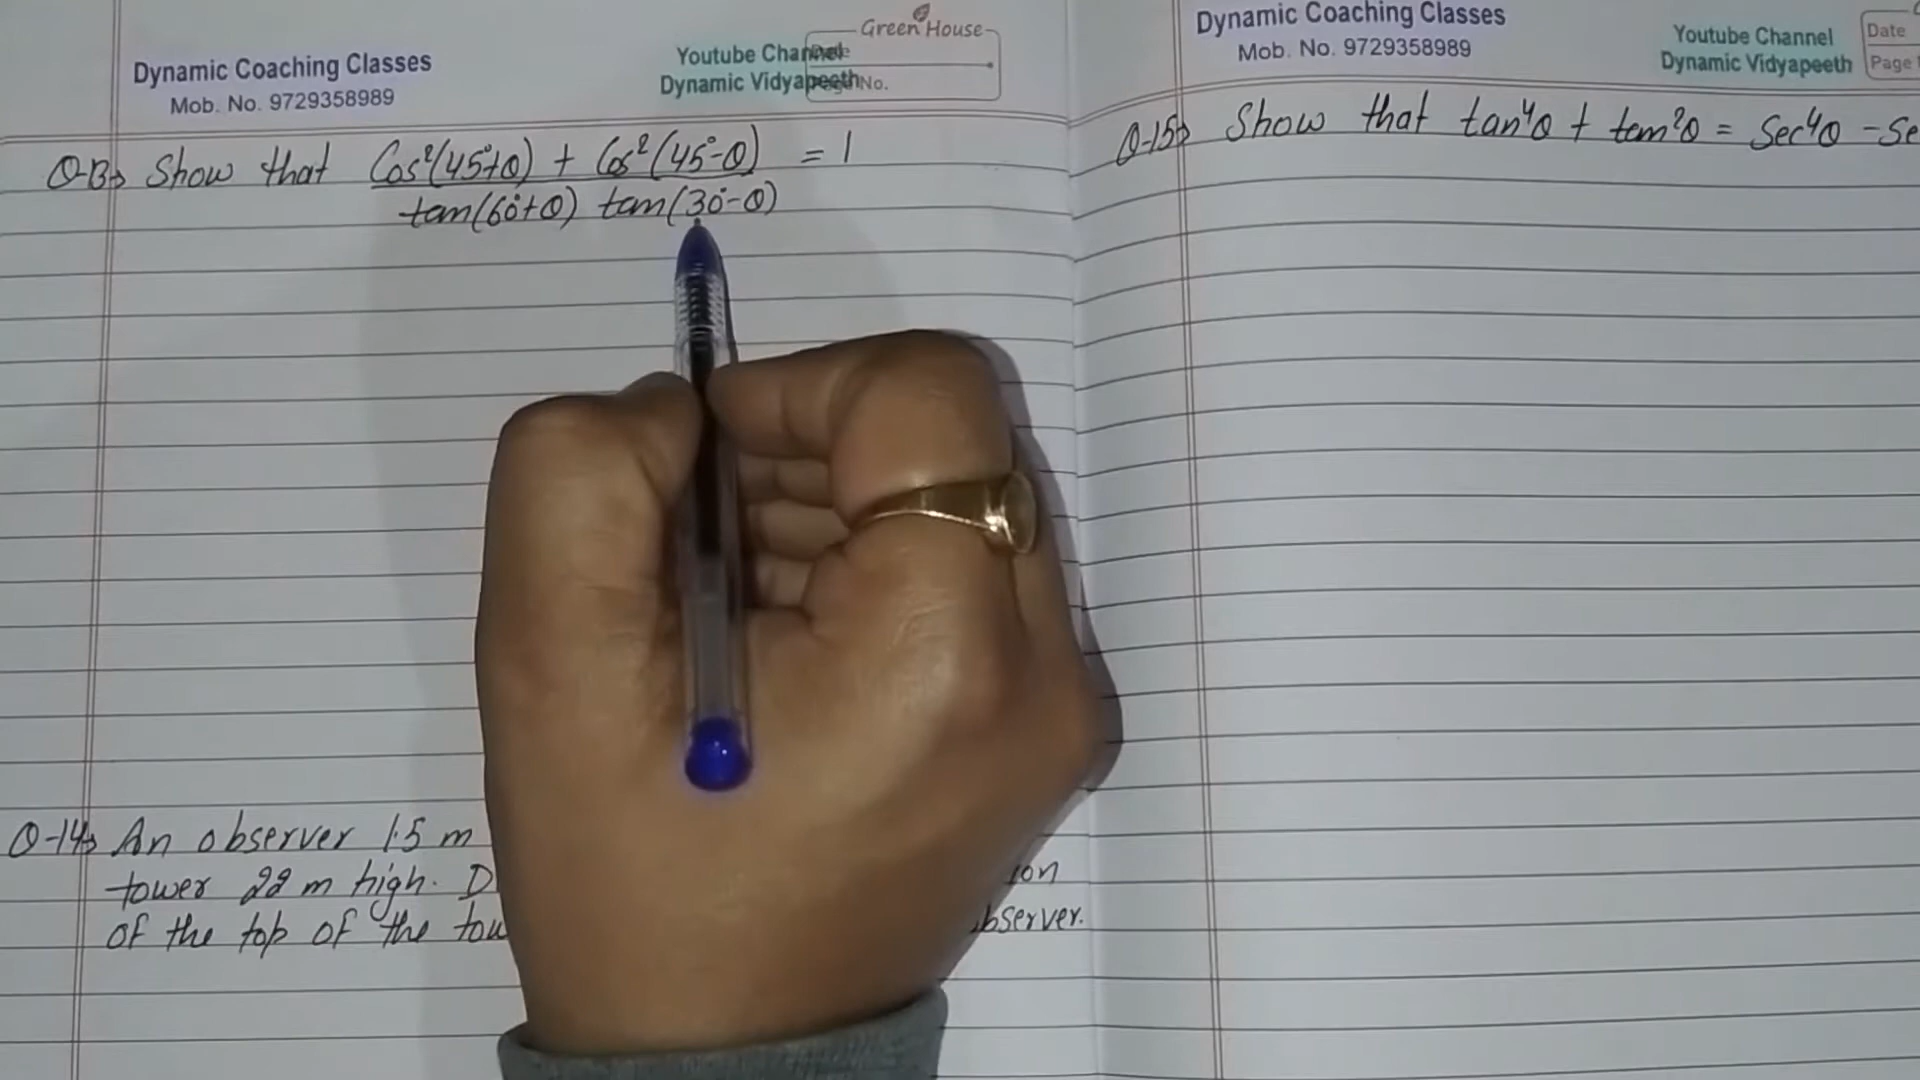 Dynamic Coaching Classes
Mob. No. 9729358989
Youtube Channel
Dynamic Vidyapeeth
Green House
No.
Q-13→ Show that Cos²(45°+θ) + Cos²(45°-θ) = 1
tan(60°+θ) tan(30°-θ)
Q-14→ An observer 1.5 m
tower 22 m high. D ion
of the top of the tow observer.
Dynamic Coaching Classes
Mob. No. 9729358989
Youtube Channel
Dynamic Vidyapeeth
Date
Page
Q-15→ Show that tan⁴θ + tan²θ = Sec⁴θ - Se